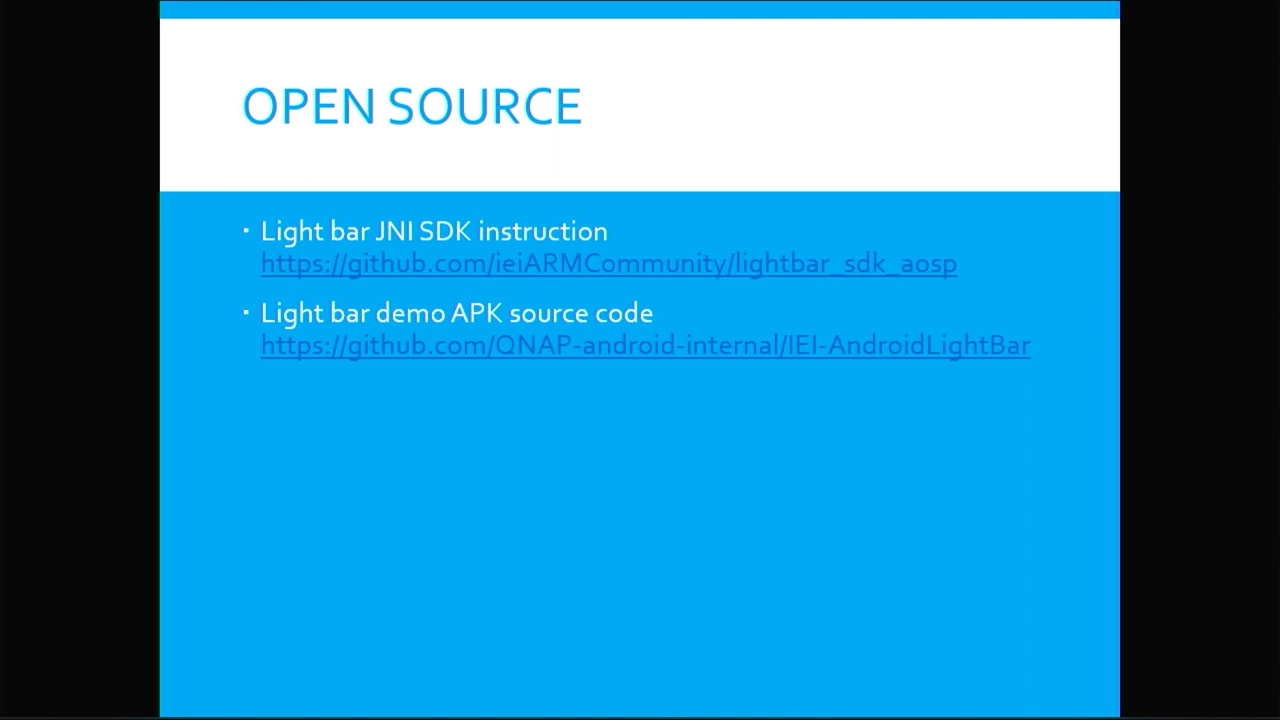 OPEN SOURCE
▪ Light bar JNI SDK instruction
https://github.com/ieiARMCommunity/lightbar_sdk_aosp
▪ Light bar demo APK source code
https://github.com/QNAP-android-internal/IEI-AndroidLightBar